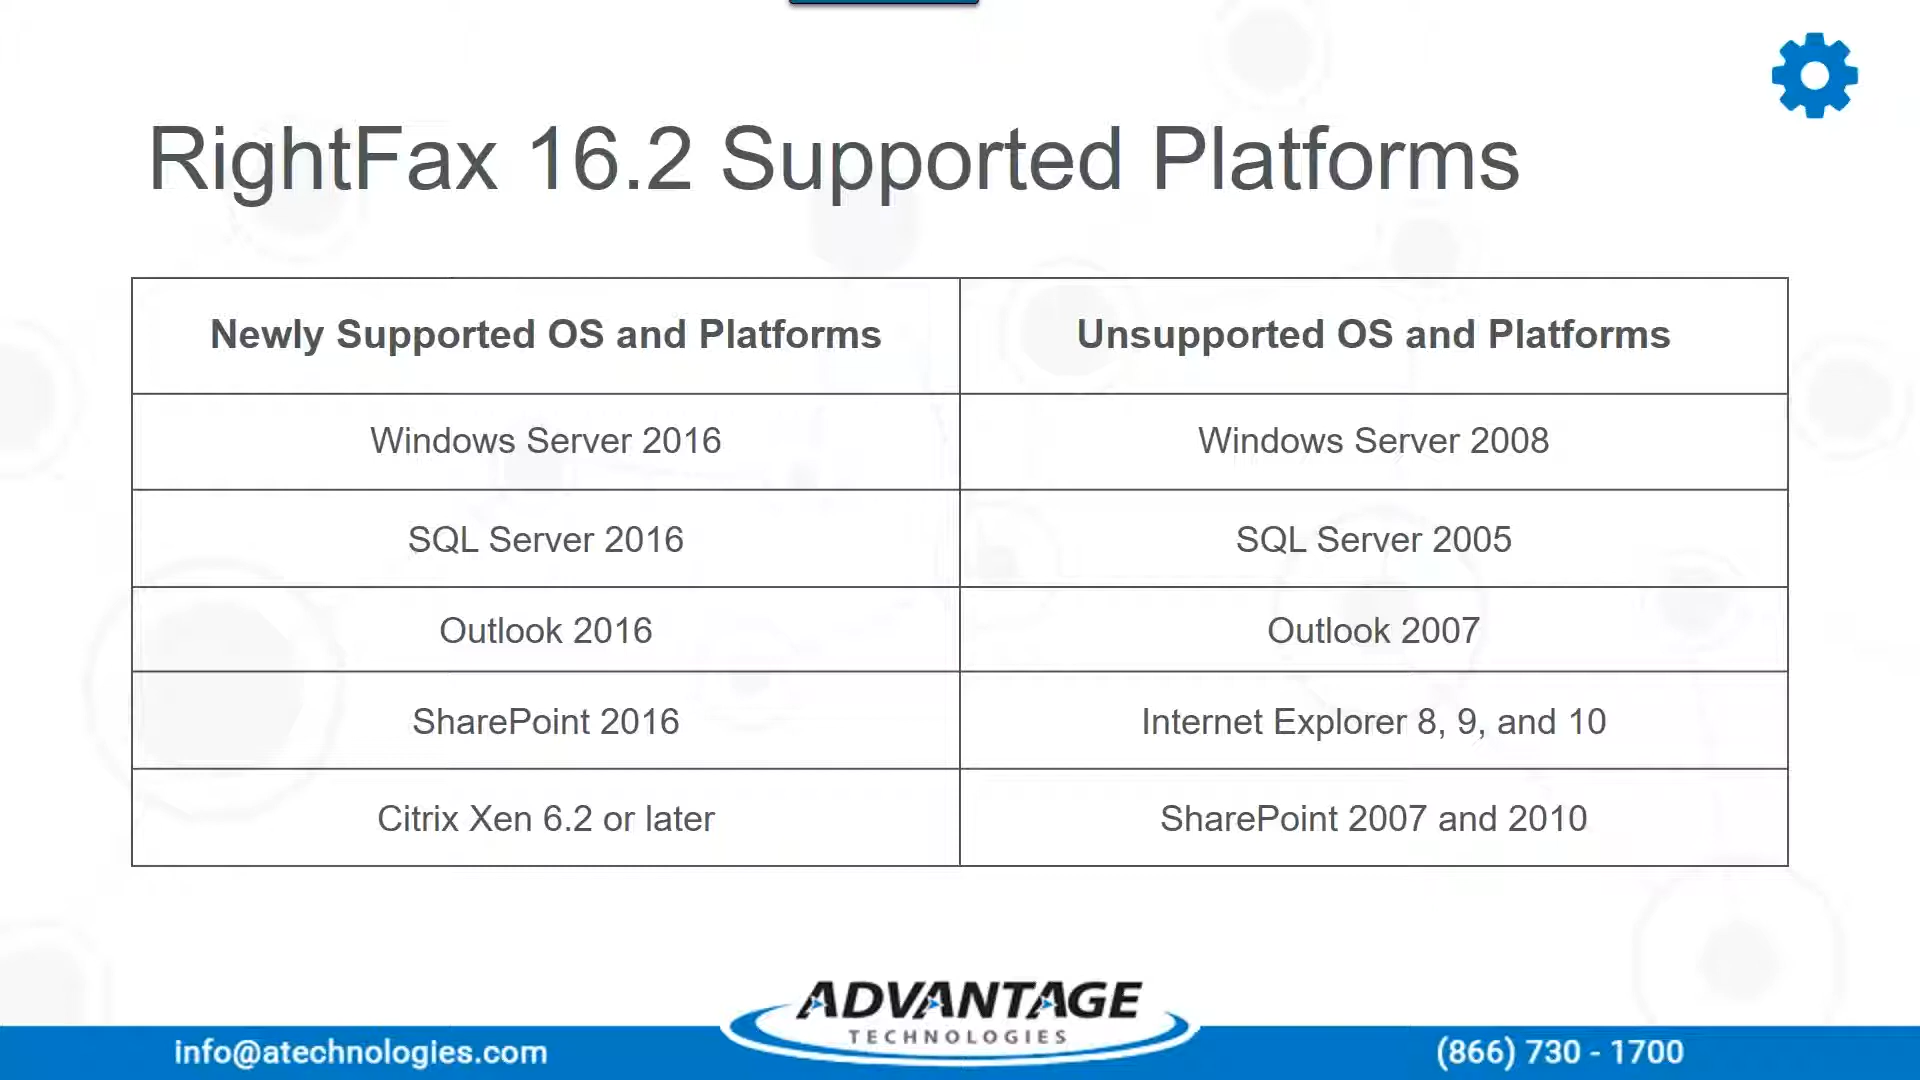 RightFax 16.2 Supported Platforms
Newly Supported OS and Platforms
Unsupported OS and Platforms
Windows Server 2016
Windows Server 2008
SQL Server 2016
SQL Server 2005
Outlook 2016
Outlook 2007
SharePoint 2016
Internet Explorer 8, 9, and 10
Citrix Xen 6.2 or later
SharePoint 2007 and 2010
ADVANTAGE
TECHNOLOGIES
info@atechnologies.com
(866) 730 - 1700